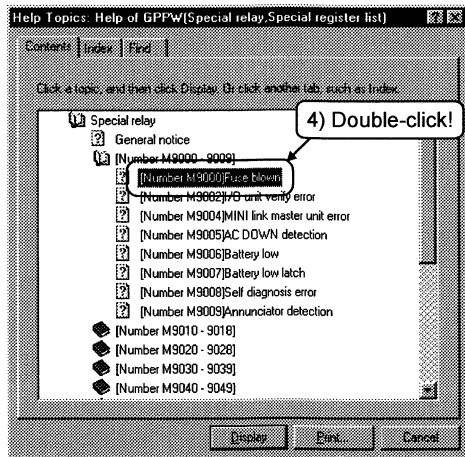 Help Topics: Help of GPPW(Special relay,Special register list)
Contents Index Find
Click a topic, and then click Display. Or click another tab, such as Index.
Special relay
4) Double-click!
General notice
[Number M9000 - 9009]
[Number M9000]Fuse blown
[Number M9002]I/O unit verify error
[Number M9004]MINI link master unit error
[Number M9005]AC DOWN detection
[Number M9006]Battery low
[Number M9007]Battery low latch
[Number M9008]Self diagnosis error
[Number M9009]Annunciator detection
[Number M9010 - 9018]
[Number M9020 - 9028]
[Number M9030 - 9039]
[Number M9040 - 9049]
Display Print... Cancel